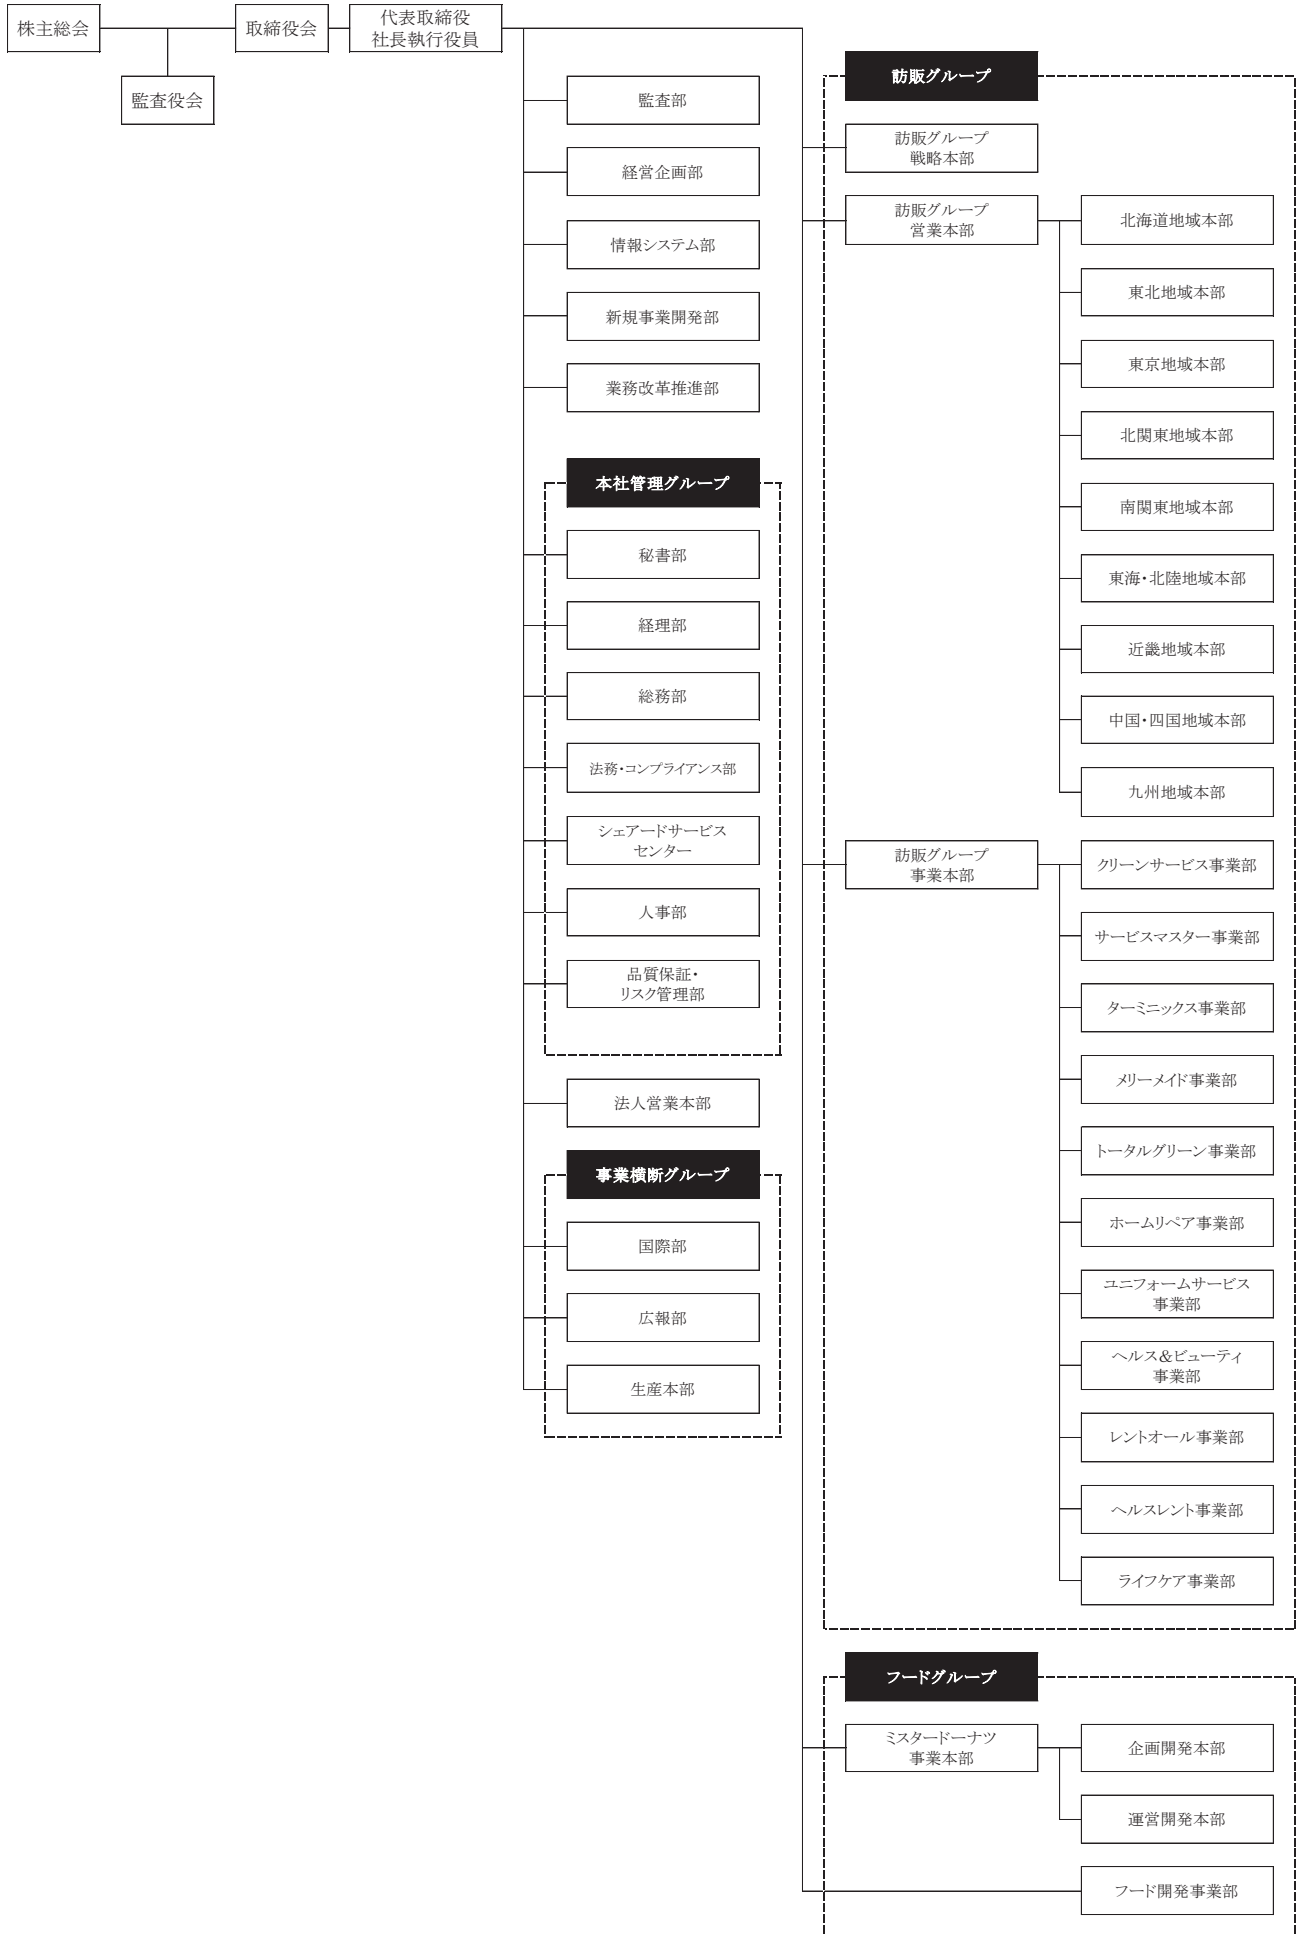 株主総会
取締役会
代表取締役
社長執行役員
監査役会
監査部
経営企画部
情報システム部
新規事業開発部
業務改革推進部
本社管理グループ
秘書部
経理部
総務部
法務・コンプライアンス部
シェアードサービス
センター
人事部
品質保証・
リスク管理部
法人営業本部
事業横断グループ
国際部
広報部
生産本部
訪販グループ
訪販グループ
戦略本部
訪販グループ
営業本部
北海道地域本部
東北地域本部
東京地域本部
北関東地域本部
南関東地域本部
東海・北陸地域本部
近畿地域本部
中国・四国地域本部
九州地域本部
訪販グループ
事業本部
クリーンサービス事業部
サービスマスター事業部
ターミニックス事業部
メリーメイド事業部
トータルグリーン事業部
ホームリペア事業部
ユニフォームサービス
事業部
ヘルス&ビューティ
事業部
レントオール事業部
ヘルスレント事業部
ライフケア事業部
フードグループ
ミスタードーナツ
事業本部
企画開発本部
運営開発本部
フード開発事業部